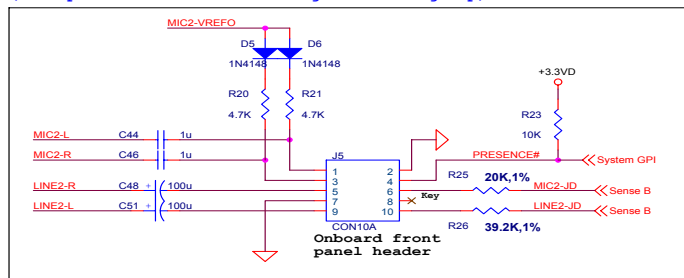 MIC2-VREFO
D5 D6
1N4148 1N4148
+3.3VD
R20 R21
4.7K 4.7K
R23
10K
MIC2-L C44 1u
J5
MIC2-R C46 1u
PRESENCE# System GPI
1 2
3 4
R25 20K,1%
LINE2-R C48 + 100u
5 6
MIC2-JD Sense B
Key
7 8
LINE2-L C51 + 100u
9 10
LINE2-JD Sense B
CON10A
R26 39.2K,1%
Onboard front
panel header